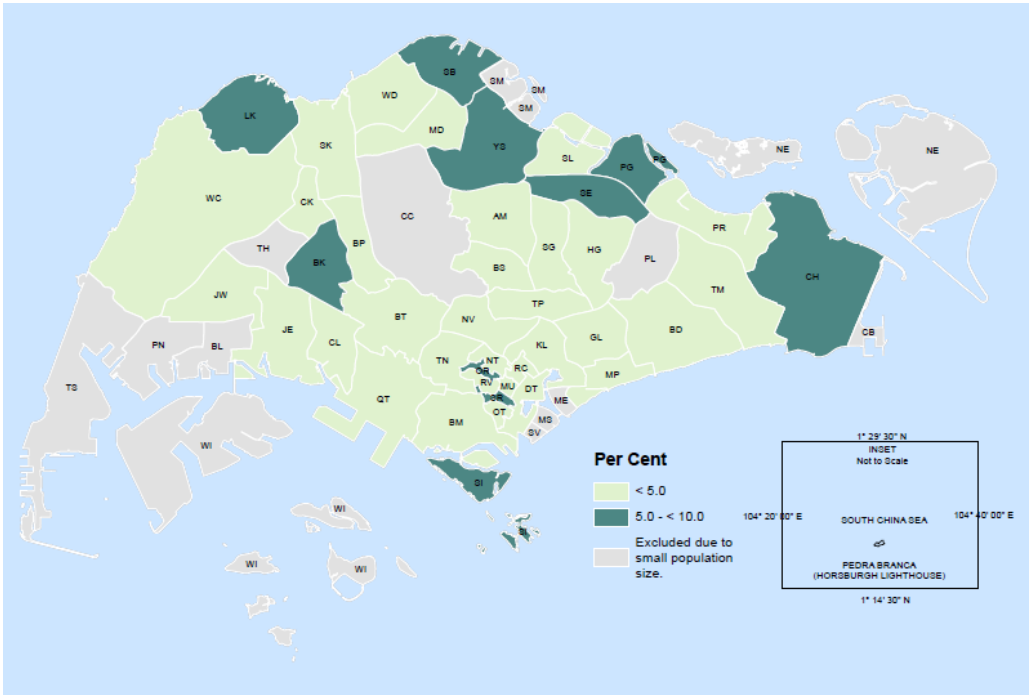 SB
SM
SM
SM
WD
LK
MD
SK
YS
SL
PG
PG
NE
NE
SE
WC
CK
CC
AM
PR
TH
BP
SG
HG
PL
BK
BS
CH
TM
JW
TP
NV
BD
CB
BT
JE
CL
PN
BL
KL
GL
TN
NT
OR
RC
MP
TS
RV
MU
DT
QT
CR
ME
OT
MS
BM
SV
WI
SI
WI
SI
WI
WI
Per Cent
< 5.0
5.0 - < 10.0
Excluded due to
small population
size.
1° 29' 30" N
INSET
Not to Scale
104° 20' 00" E
104° 40' 00" E
SOUTH CHINA SEA
PEDRA BRANCA
(HORSBURGH LIGHTHOUSE)
1° 14' 30" N